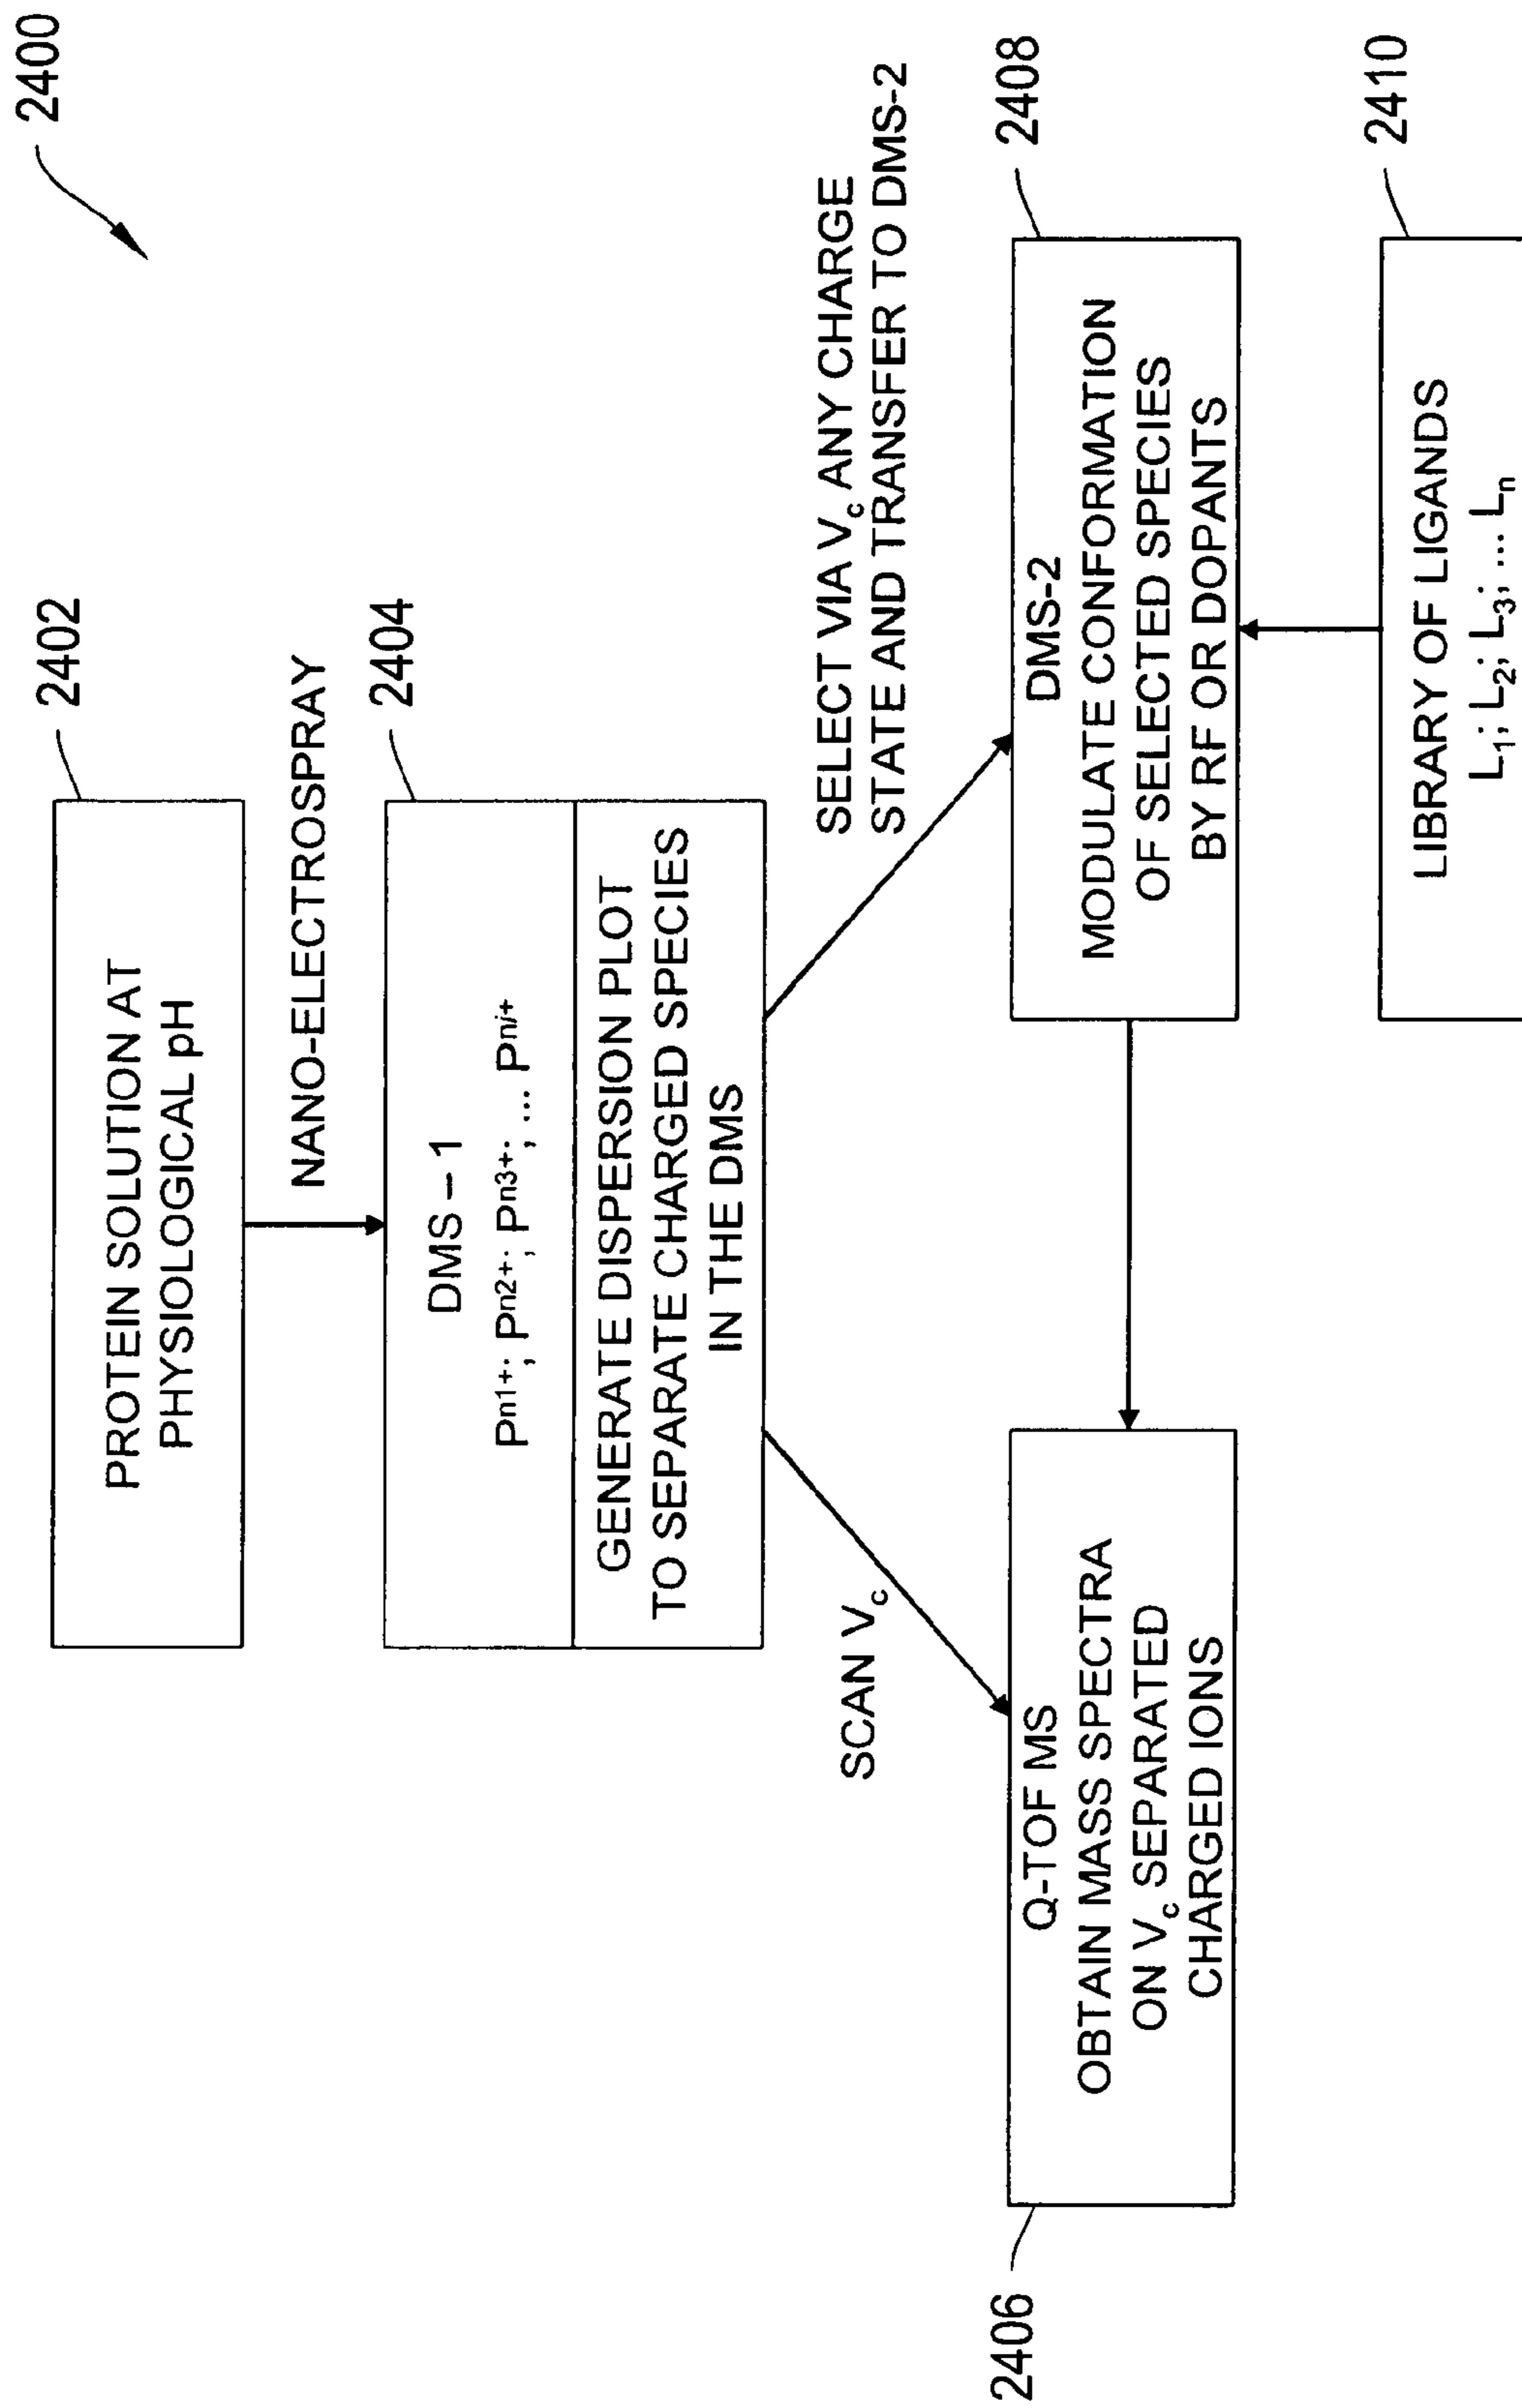 2400
2402
PROTEIN SOLUTION AT
PHYSIOLOGICAL pH
NANO-ELECTROSPRAY
2404
DMS – 1
Pn1+; Pn2+; Pn3+; ... Pni+
GENERATE DISPERSION PLOT
TO SEPARATE CHARGED SPECIES
IN THE DMS
SCAN Vc
SELECT VIA Vc ANY CHARGE
STATE AND TRANSFER TO DMS-2
2406
Q-TOF MS
OBTAIN MASS SPECTRA
ON Vc SEPARATED
CHARGED IONS
2408
DMS-2
MODULATE CONFORMATION
OF SELECTED SPECIES
BY RF OR DOPANTS
2410
LIBRARY OF LIGANDS
L1; L2; L3; ... Ln